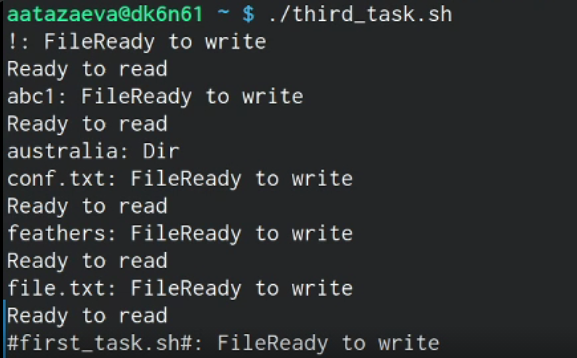 aatazaeva@dk6n61 ~ $ ./third_task.sh
!: FileReady to write
Ready to read
abc1: FileReady to write
Ready to read
australia: Dir
conf.txt: FileReady to write
Ready to read
feathers: FileReady to write
Ready to read
file.txt: FileReady to write
Ready to read
#first_task.sh#: FileReady to write